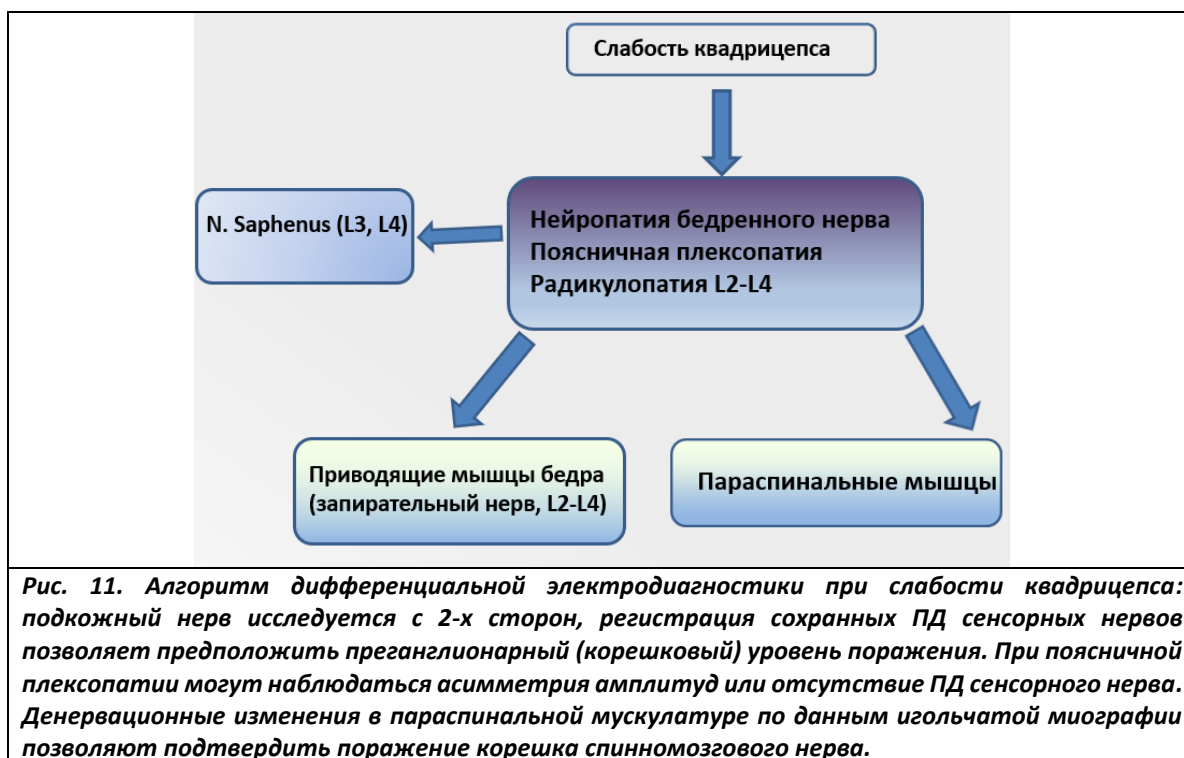 Слабость квадрицепса
N. Saphenus (L3, L4)
Нейропатия бедренного нерва
Поясничная плексопатия
Радикулопатия L2-L4
Приводящие мышцы бедра
(запирательный нерв, L2-L4)
Параспинальные мышцы
Рис. 11. Алгоритм дифференциальной электродиагностики при слабости квадрицепса:
подкожный нерв исследуется с 2-х сторон, регистрация сохранных ПД сенсорных нервов
позволяет предположить преганглионарный (корешковый) уровень поражения. При поясничной
плексопатии могут наблюдаться асимметрия амплитуд или отсутствие ПД сенсорного нерва.
Денервационные изменения в параспинальной мускулатуре по данным игольчатой миографии
позволяют подтвердить поражение корешка спинномозгового нерва.